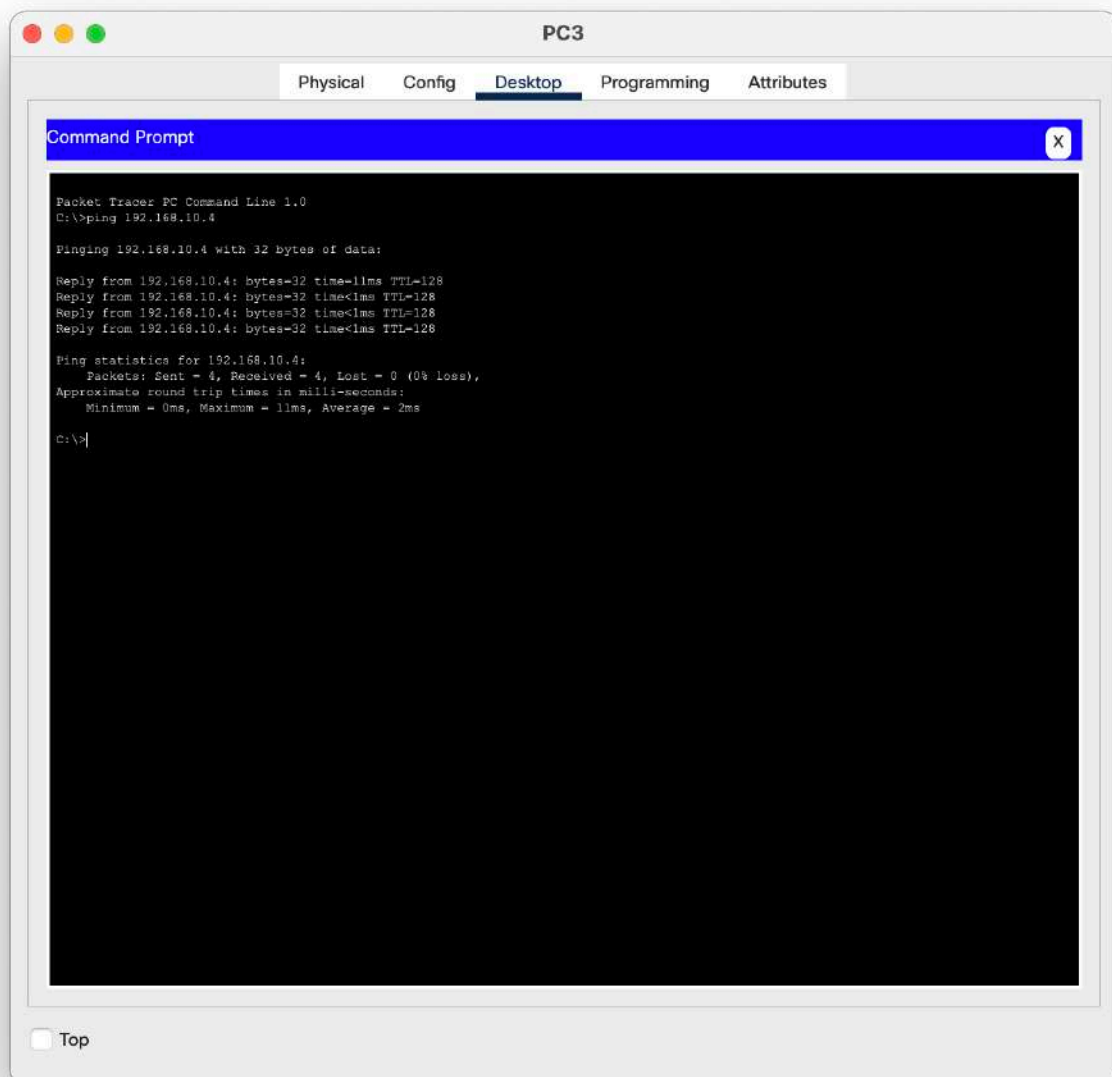 PC3
Physical Config Desktop Programming Attributes
Command Prompt
X
Packet Tracer PC Command Line 1.0
C:\>ping 192.168.10.4
Pinging 192.168.10.4 with 32 bytes of data:
Reply from 192.168.10.4: bytes=32 time=11ms TTL=128
Reply from 192.168.10.4: bytes=32 time<1ms TTL=128
Reply from 192.168.10.4: bytes=32 time<1ms TTL=128
Reply from 192.168.10.4: bytes=32 time<1ms TTL=128
Ping statistics for 192.168.10.4:
Packets: Sent = 4, Received = 4, Lost = 0 (0% loss),
Approximate round trip times in milli-seconds:
Minimum = 0ms, Maximum = 11ms, Average = 2ms
C:\>
Top